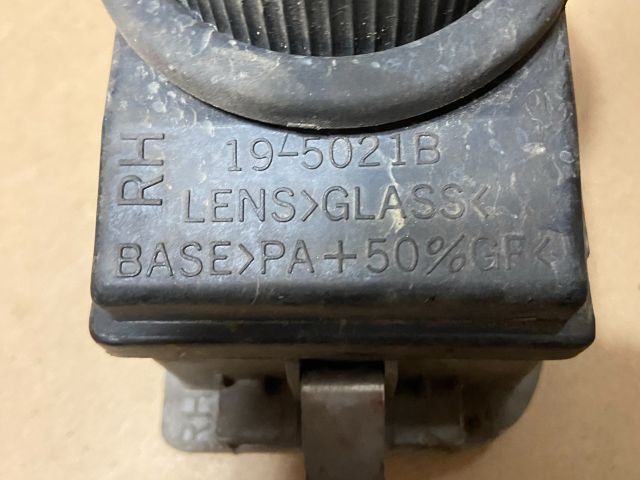 RH
19-5021B
LENS>GLASS<
BASE>PA+50%GF<
RH